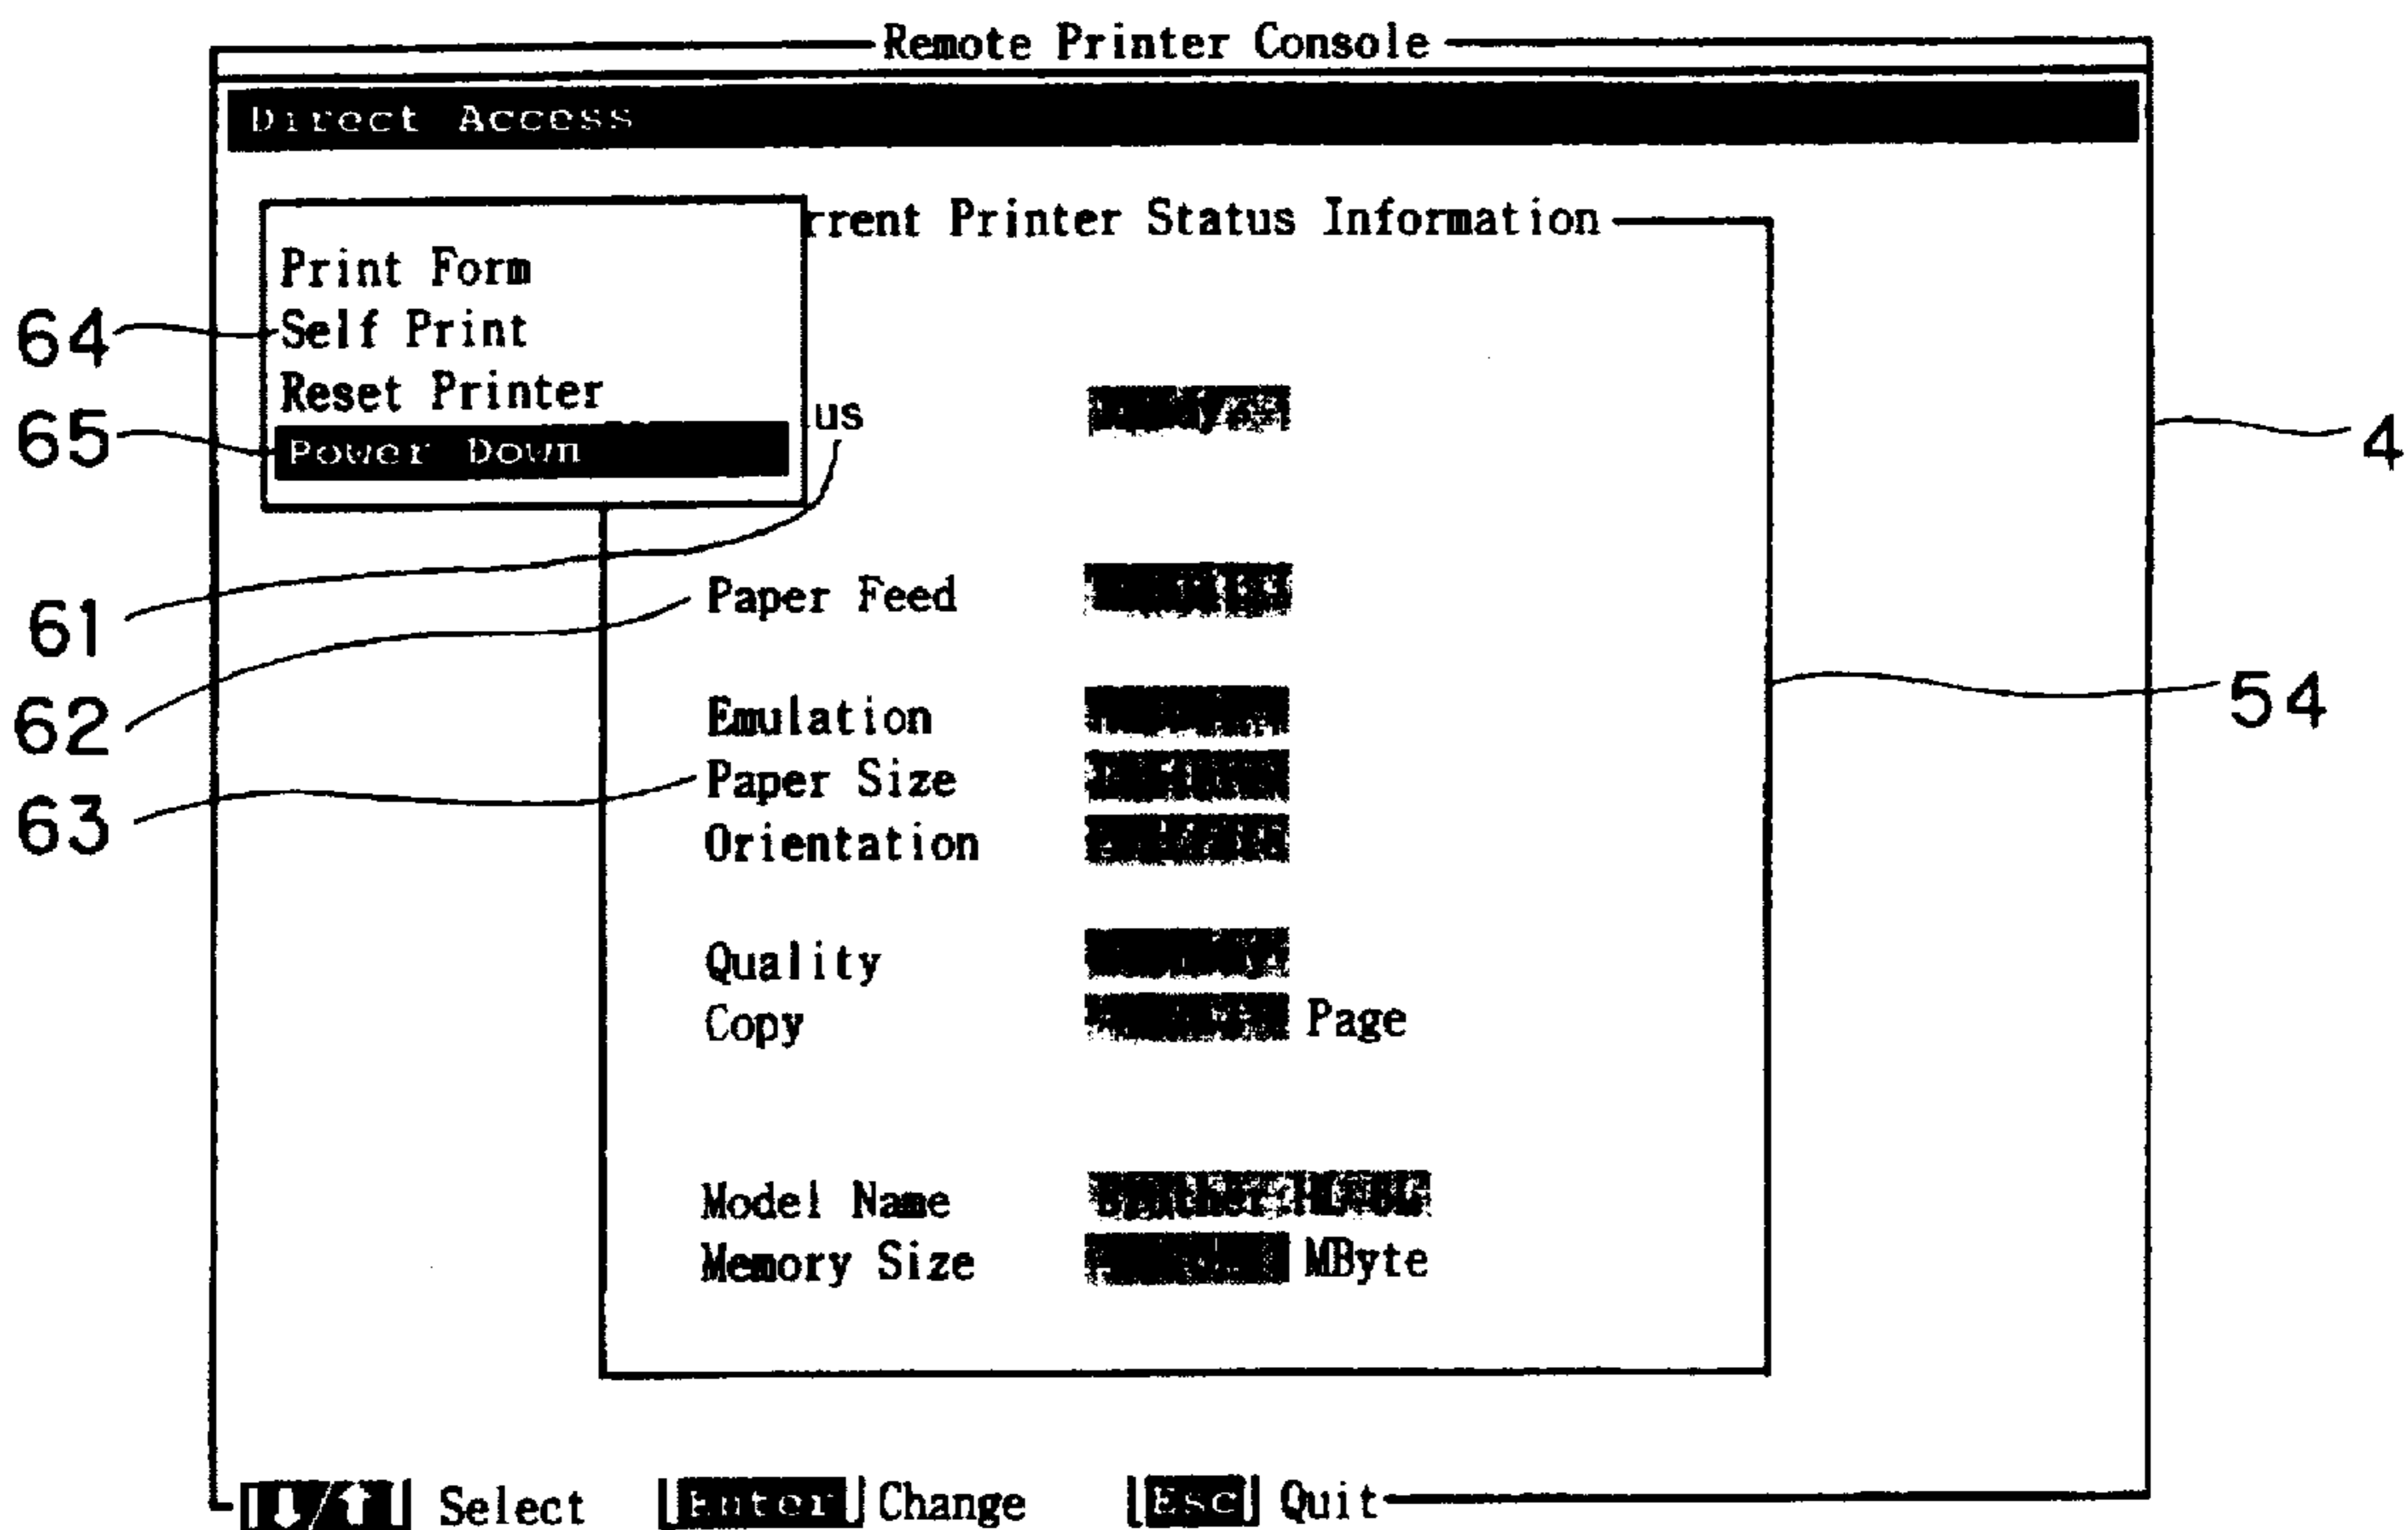 Remote Printer Console
Direct Access
rrent Printer Status Information
Print Form
64 Self Print
Reset Printer
us
65 Power Down
4
61
Paper Feed
62
Emulation
54
Paper Size
63
Orientation
Quality
Copy Page
Model Name Brother
Memory Size MByte
↓/↑ Select Enter Change Esc Quit